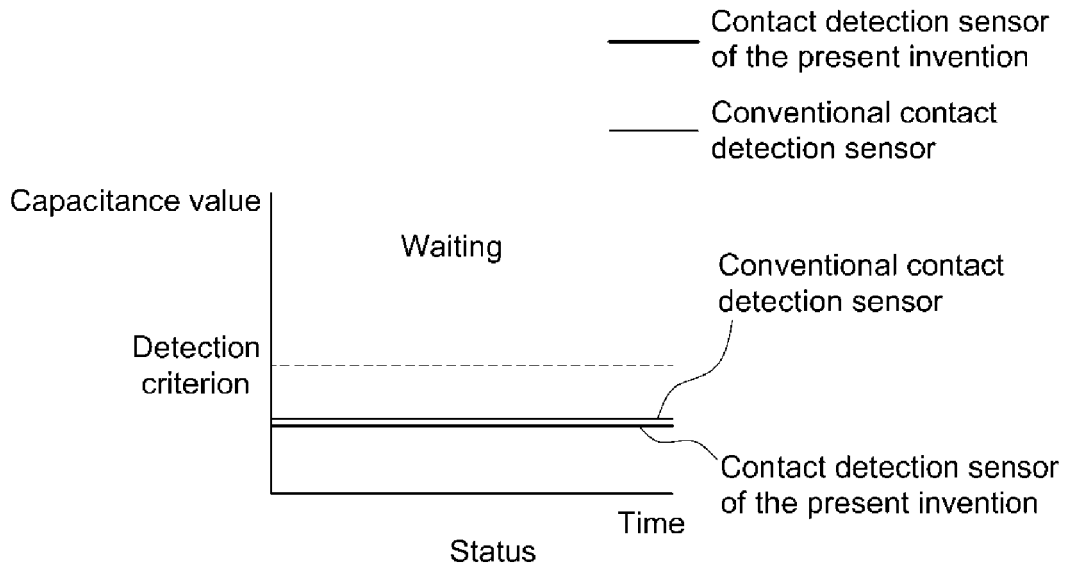 Contact detection sensor
of the present invention
Conventional contact
detection sensor
Capacitance value
Waiting
Conventional contact
detection sensor
Detection
criterion
Contact detection sensor
of the present invention
Time
Status